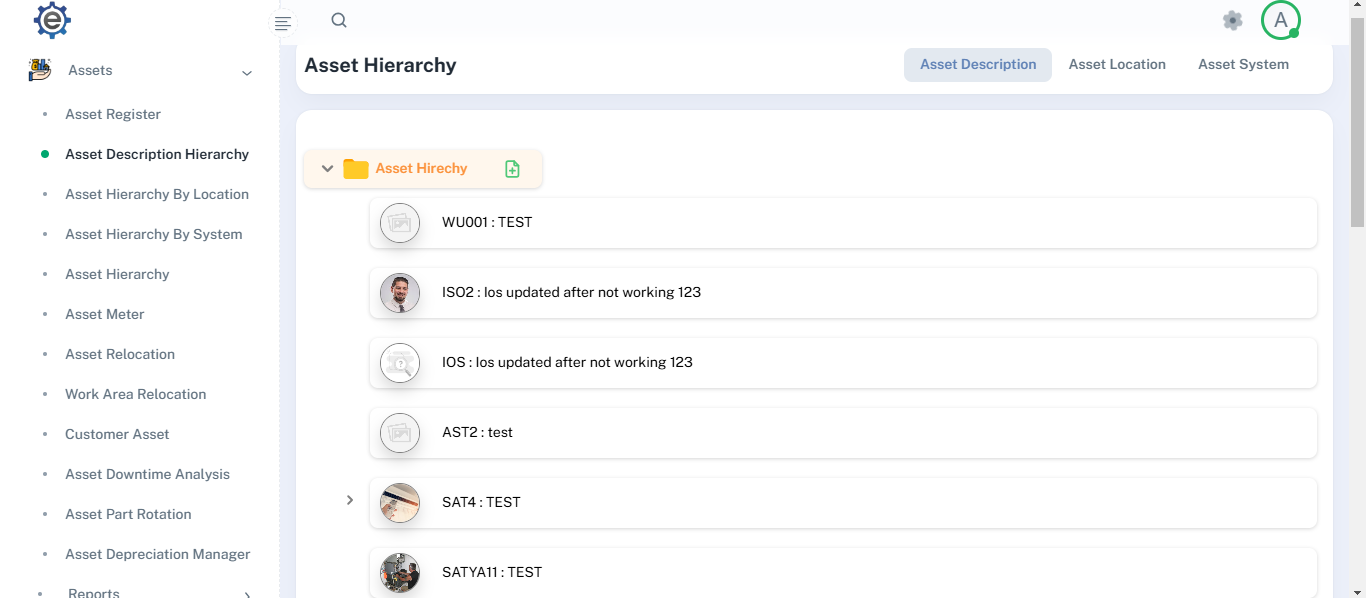 e
A
Assets
Asset Register
Asset Description Hierarchy
Asset Hierarchy By Location
Asset Hierarchy By System
Asset Hierarchy
Asset Meter
Asset Relocation
Work Area Relocation
Customer Asset
Asset Downtime Analysis
Asset Part Rotation
Asset Depreciation Manager
Reports
Asset Hierarchy
Asset Description Asset Location Asset System
Asset Hirechy
WU001 : TEST
ISO2 : Ios updated after not working 123
IOS : Ios updated after not working 123
AST2 : test
SAT4 : TEST
SATYA11 : TEST